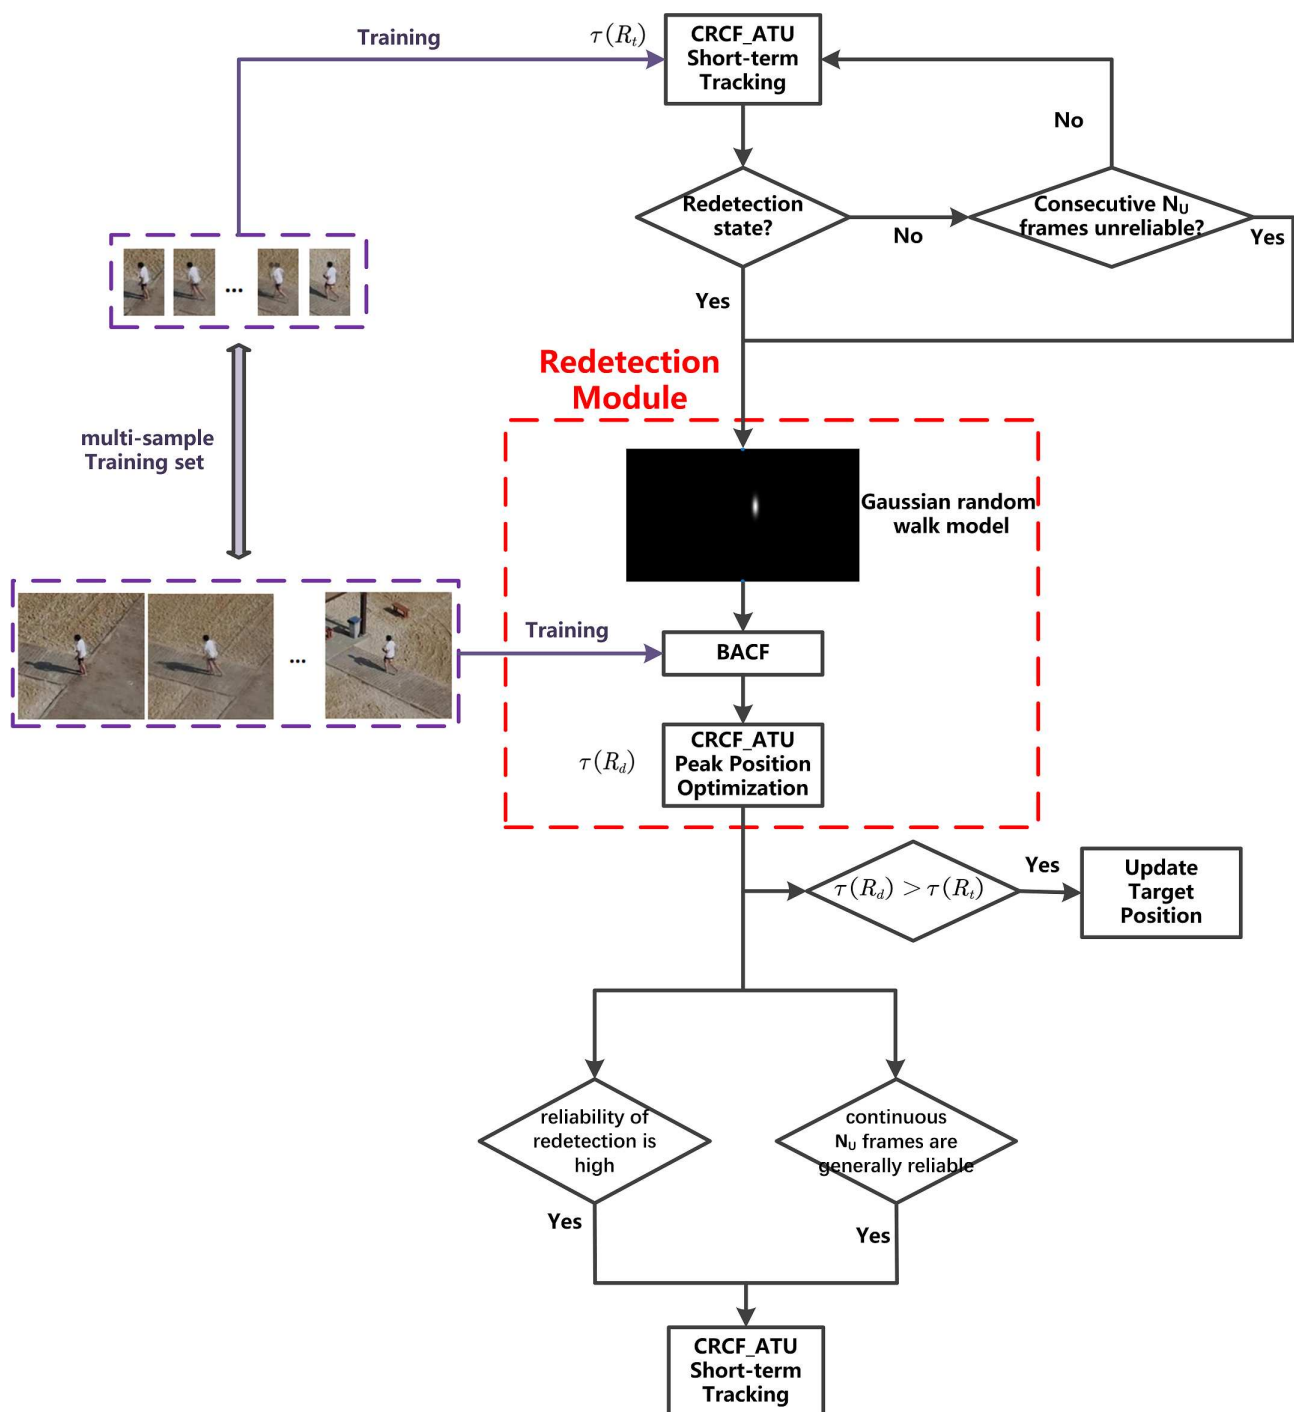 Training
τ(Rₜ)
CRCF_ATU
Short-term
Tracking
No
Redetection
state?
No
Consecutive N_U
frames unreliable?
Yes
Yes
...
Redetection
Module
multi-sample
Training set
Gaussian random
walk model
...
Training
BACF
τ(R_d)
CRCF_ATU
Peak Position
Optimization
τ(R_d) > τ(Rₜ)
Yes
Update
Target
Position
reliability of
redetection is
high
continuous
N_U frames are
generally reliable
Yes
Yes
CRCF_ATU
Short-term
Tracking